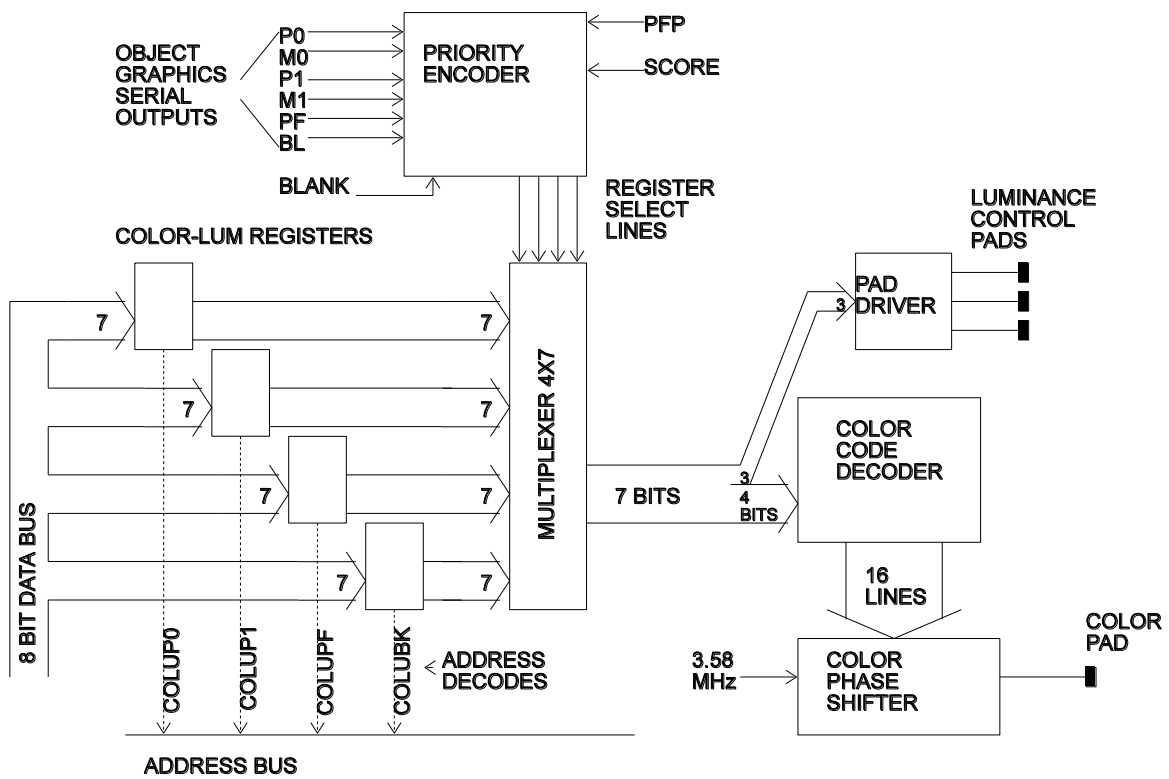 OBJECT
GRAPHICS
SERIAL
OUTPUTS
P0
M0
P1
M1
PF
BL
BLANK
PRIORITY
ENCODER
PFP
SCORE
REGISTER
SELECT
LINES
COLOR-LUM REGISTERS
LUMINANCE
CONTROL
PADS
PAD
DRIVER
3
7
7
7
7
7
7
7
7
MULTIPLEXER 4X7
7 BITS
3
4
BITS
COLOR
CODE
DECODER
16
LINES
8 BIT DATA BUS
COLUP0
COLUP1
COLUPF
COLUBK
ADDRESS
DECODES
3.58
MHz
COLOR
PHASE
SHIFTER
COLOR
PAD
ADDRESS BUS